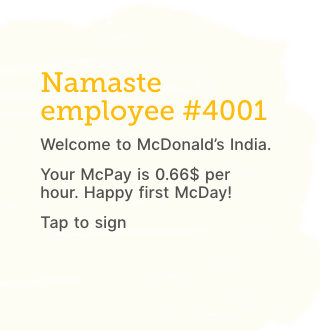 Namaste
employee #4001
Welcome to McDonald’s India.
Your McPay is 0.66$ per
hour. Happy first McDay!
Tap to sign